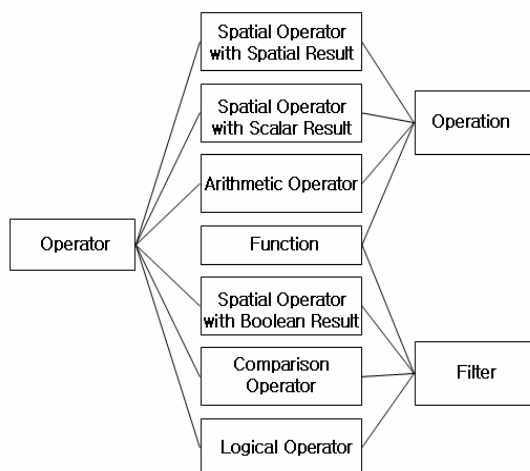 Spatial Operator
with Spatial Result
Spatial Operator
with Scalar Result
Operation
Arithmetic Operator
Operator
Function
Spatial Operator
with Boolean Result
Comparison
Operator
Filter
Logical Operator